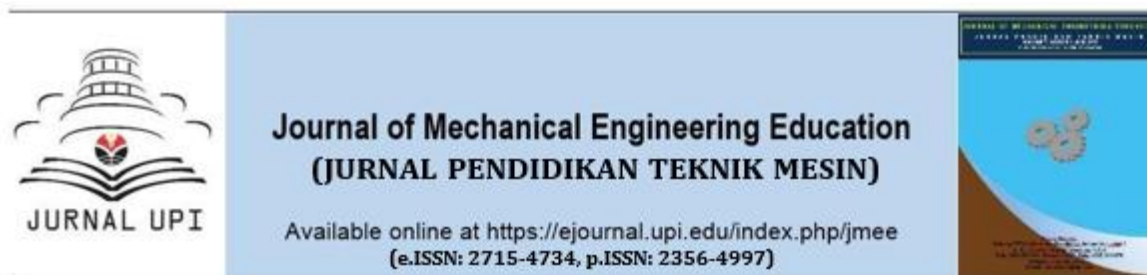 JURNAL UPI
Journal of Mechanical Engineering Education
(JURNAL PENDIDIKAN TEKNIK MESIN)
Available online at https://ejournal.upi.edu/index.php/jmee
(e.ISSN: 2715-4734, p.ISSN: 2356-4997)